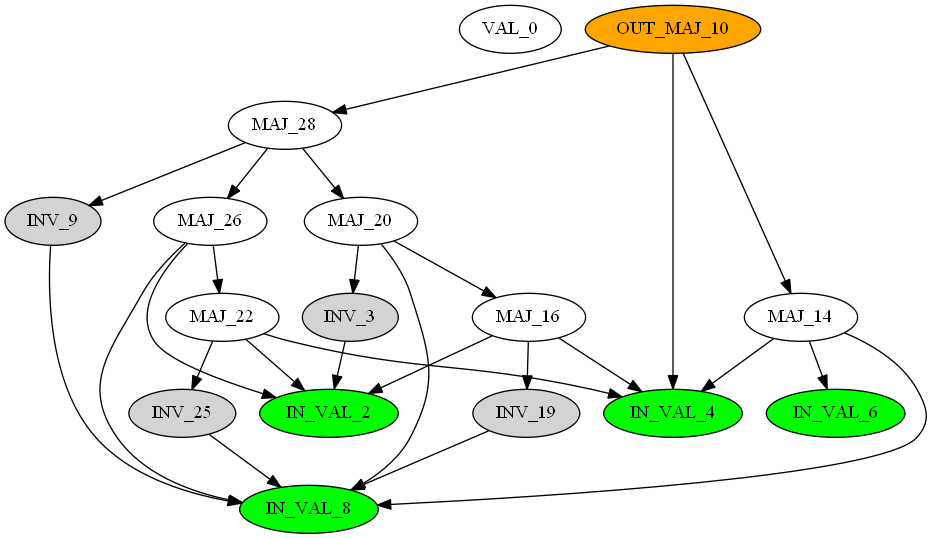 VAL_0
OUT_MAJ_10
MAJ_28
INV_9
MAJ_26
MAJ_20
MAJ_22
INV_3
MAJ_16
MAJ_14
INV_25
IN_VAL_2
INV_19
IN_VAL_4
IN_VAL_6
IN_VAL_8